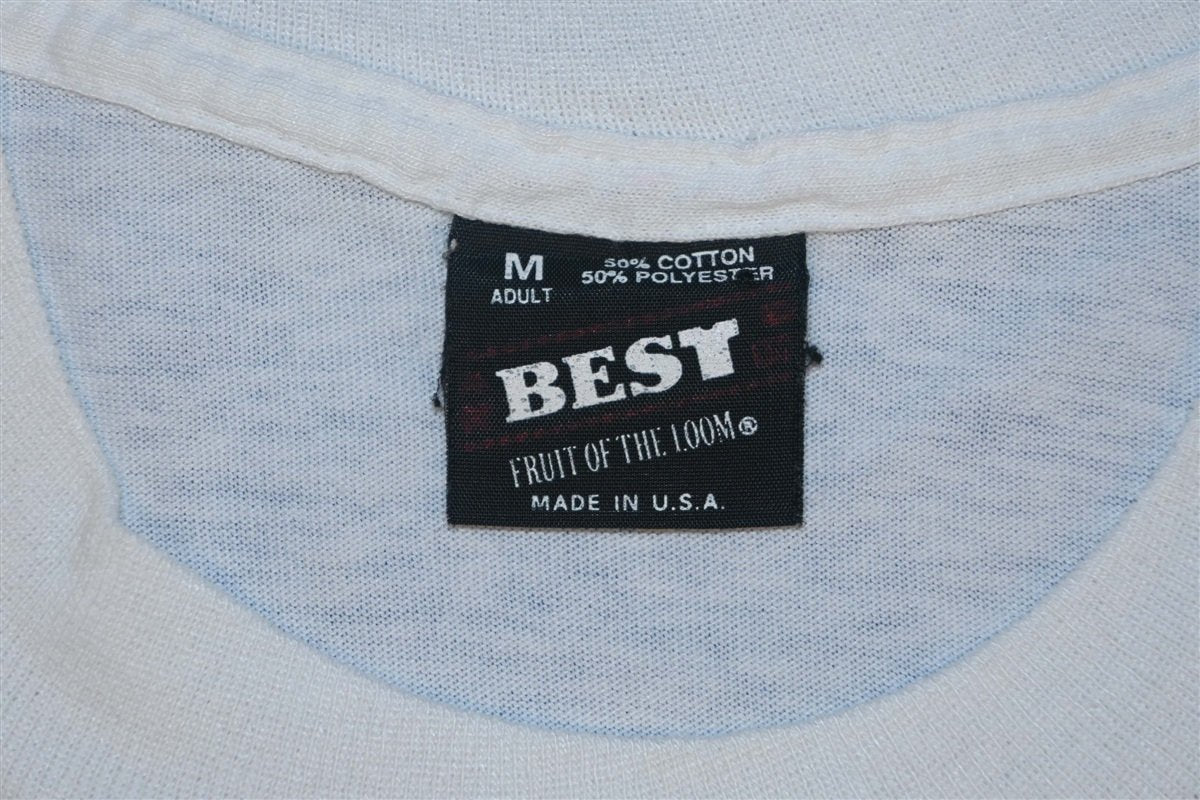 M
ADULT
50% COTTON
50% POLYESTER
BEST
FRUIT OF THE LOOM®
MADE IN U.S.A.